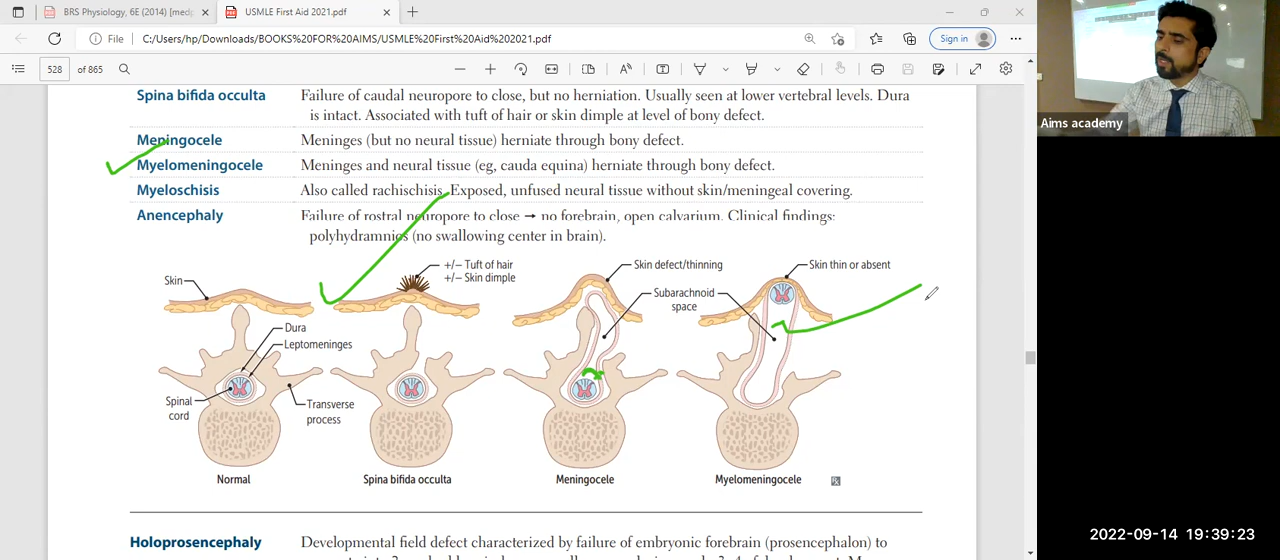 BRS Physiology, 6E (2014) [medp
USMLE First Aid 2021.pdf
File
C:/Users/hp/Downloads/BOOKS%20FOR%20AIMS/USMLE%20First%20Aid%202021.pdf
Sign in
528 of 865
Aims academy
Spina bifida occulta Failure of caudal neuropore to close, but no herniation. Usually seen at lower vertebral levels. Dura
is intact. Associated with tuft of hair or skin dimple at level of bony defect.
Meningocele Meninges (but no neural tissue) herniate through bony defect.
Myelomeningocele Meninges and neural tissue (eg, cauda equina) herniate through bony defect.
Myeloschisis Also called rachischisis. Exposed, unfused neural tissue without skin/meningeal covering.
Anencephaly Failure of rostral neuropore to close → no forebrain, open calvarium. Clinical findings:
polyhydramnios (no swallowing center in brain).
Skin
+/– Tuft of hair
+/– Skin dimple
Skin defect/thinning
Skin thin or absent
Subarachnoid
space
Dura
Leptomeninges
Spinal
cord
Transverse
process
Normal
Spina bifida occulta
Meningocele
Myelomeningocele
Holoprosencephaly Developmental field defect characterized by failure of embryonic forebrain (prosencephalon) to
2022-09-14 19:39:23